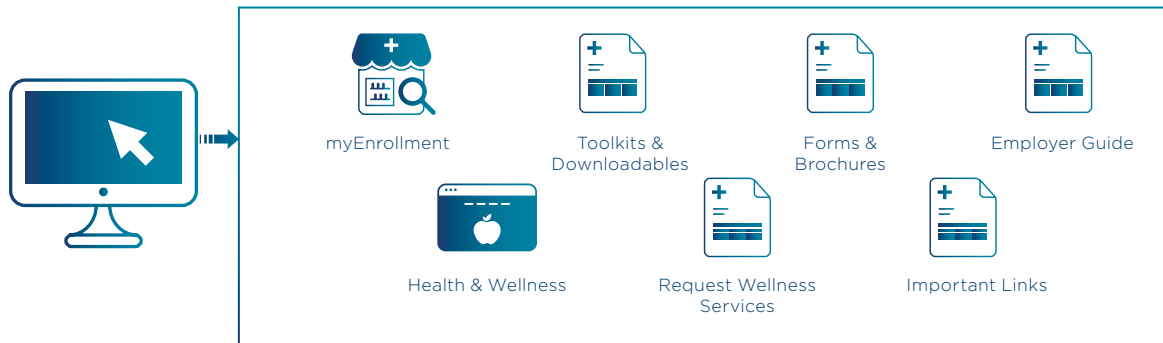 myEnrollment
Toolkits &
Downloadables
Forms &
Brochures
Employer Guide
Health & Wellness
Request Wellness
Services
Important Links